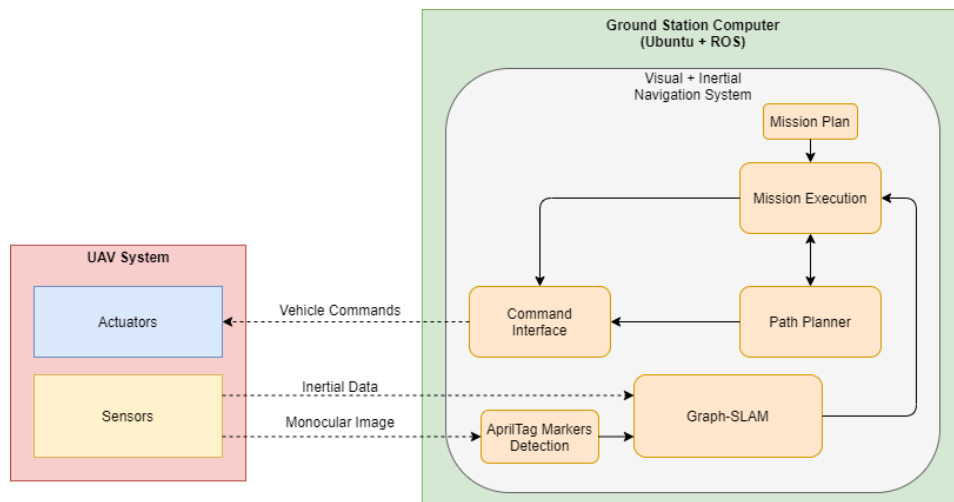 Ground Station Computer
(Ubuntu + ROS)
Visual + Inertial
Navigation System
Mission Plan
Mission Execution
UAV System
Actuators
Vehicle Commands
Command
Interface
Path Planner
Sensors
Inertial Data
Monocular Image
AprilTag Markers
Detection
Graph-SLAM